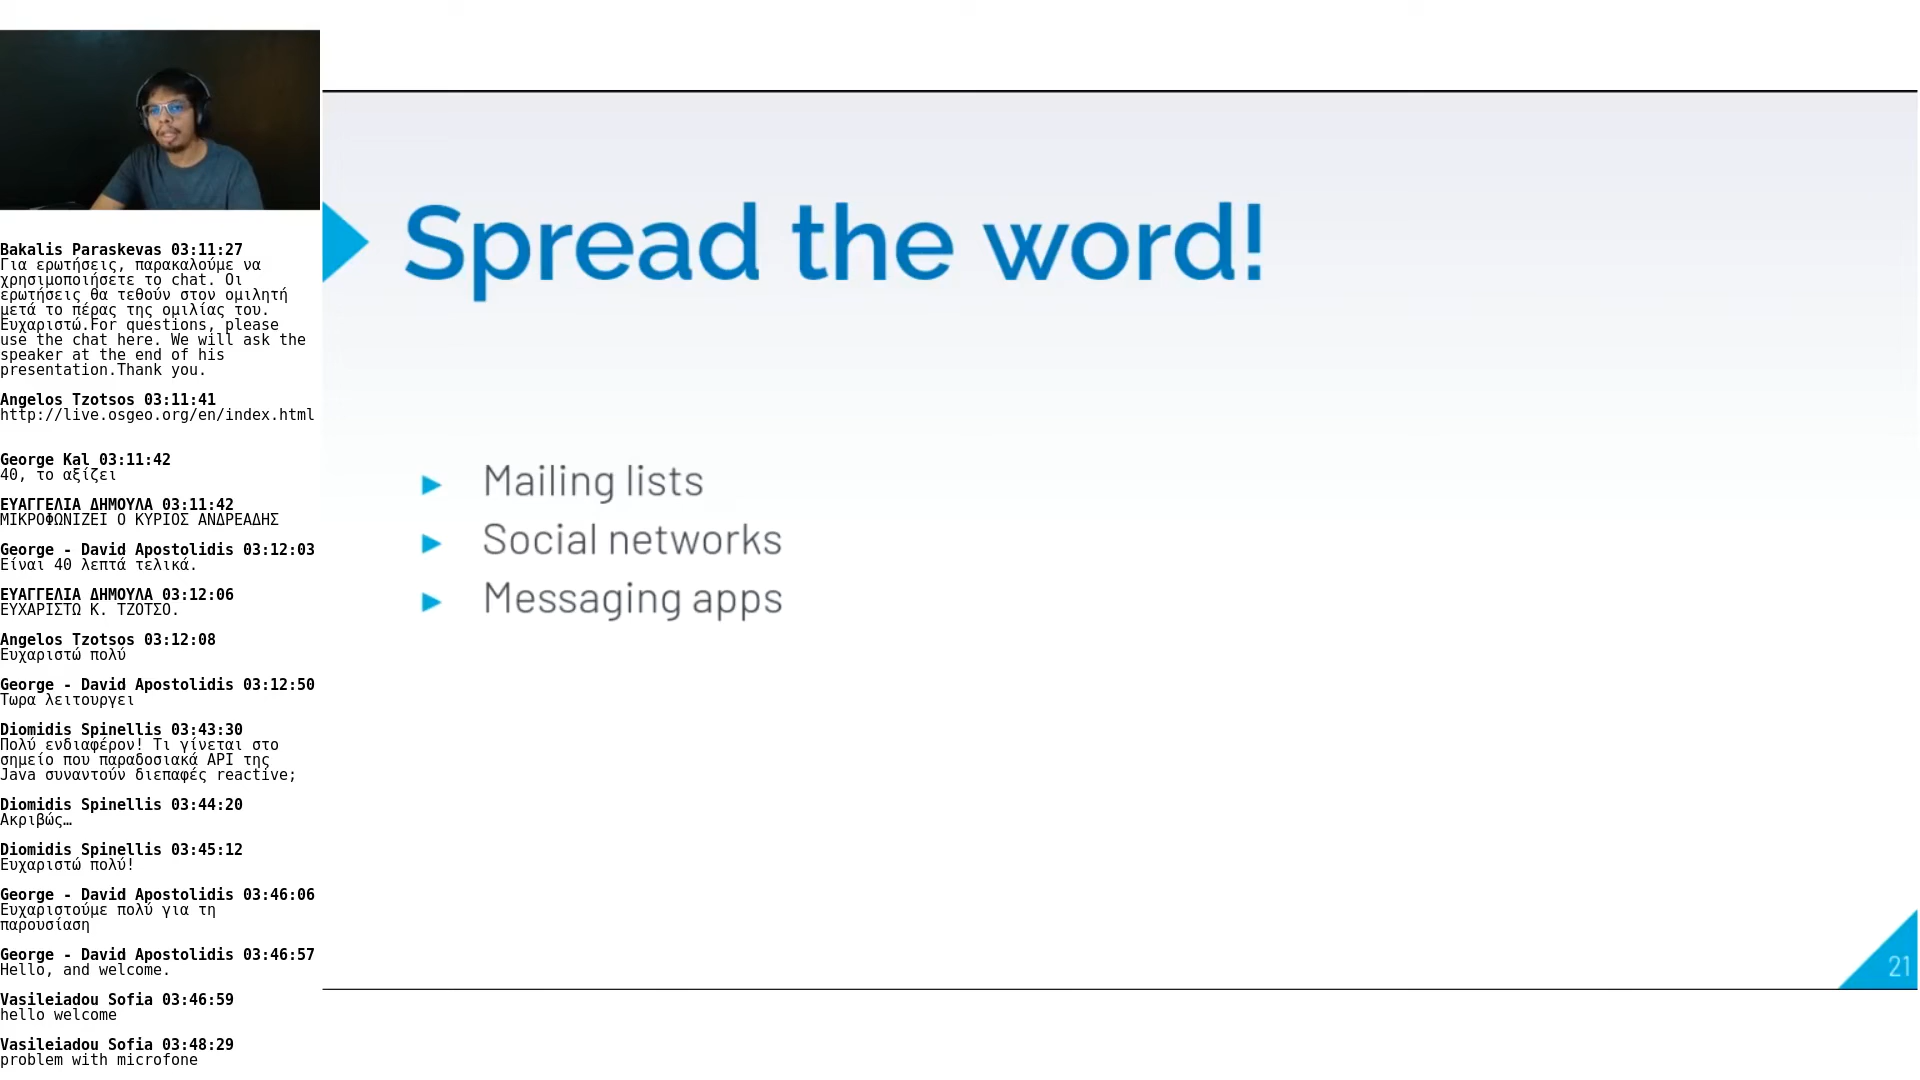 Bakalis Paraskevas 03:11:27
Για ερωτήσεις, παρακαλούμε να
χρησιμοποιήσετε το chat. Οι
ερωτήσεις θα τεθούν στον ομιλητή
μετά το πέρας της ομιλίας του.
Ευχαριστώ.For questions, please
use the chat here. We will ask the
speaker at the end of his
presentation.Thank you.
Angelos Tzotsos 03:11:41
http://live.osgeo.org/en/index.html
George Kal 03:11:42
40, το αξίζει
ΕΥΑΓΓΕΛΙΑ ΔΗΜΟΥΛΑ 03:11:42
ΜΙΚΡΟΦΩΝΙΖΕΙ Ο ΚΥΡΙΟΣ ΑΝΔΡΕΑΔΗΣ
George - David Apostolidis 03:12:03
Είναι 40 λεπτά τελικά.
ΕΥΑΓΓΕΛΙΑ ΔΗΜΟΥΛΑ 03:12:06
ΕΥΧΑΡΙΣΤΩ Κ. ΤΖΟΤΣΟ.
Angelos Tzotsos 03:12:08
Ευχαριστώ πολύ
George - David Apostolidis 03:12:50
Τωρα λειτουργει
Diomidis Spinellis 03:43:30
Πολύ ενδιαφέρον! Τι γίνεται στο
σημείο που παραδοσιακά API της
Java συναντούν διεπαφές reactive;
Diomidis Spinellis 03:44:20
Ακριβώς…
Diomidis Spinellis 03:45:12
Ευχαριστώ πολύ!
George - David Apostolidis 03:46:06
Ευχαριστούμε πολύ για τη
παρουσίαση
George - David Apostolidis 03:46:57
Hello, and welcome.
Vasileiadou Sofia 03:46:59
hello welcome
Vasileiadou Sofia 03:48:29
problem with microfone
Spread the word!
Mailing lists
Social networks
Messaging apps
21